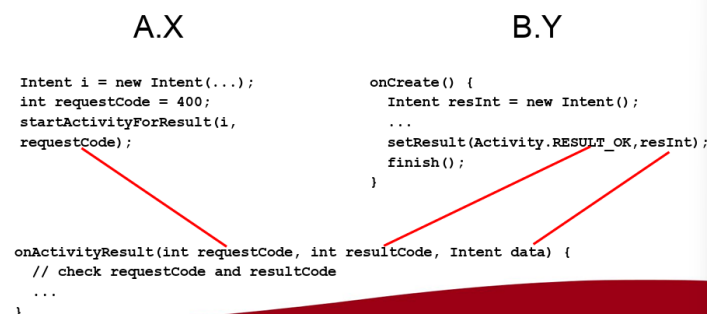 A.X
Intent i = new Intent(...);
int requestCode = 400;
startActivityForResult(i,
requestCode);
B.Y
onCreate() {
Intent resInt = new Intent();
...
setResult(Activity.RESULT_OK,resInt);
finish();
}
onActivityResult(int requestCode, int resultCode, Intent data) {
// check requestCode and resultCode
...
}